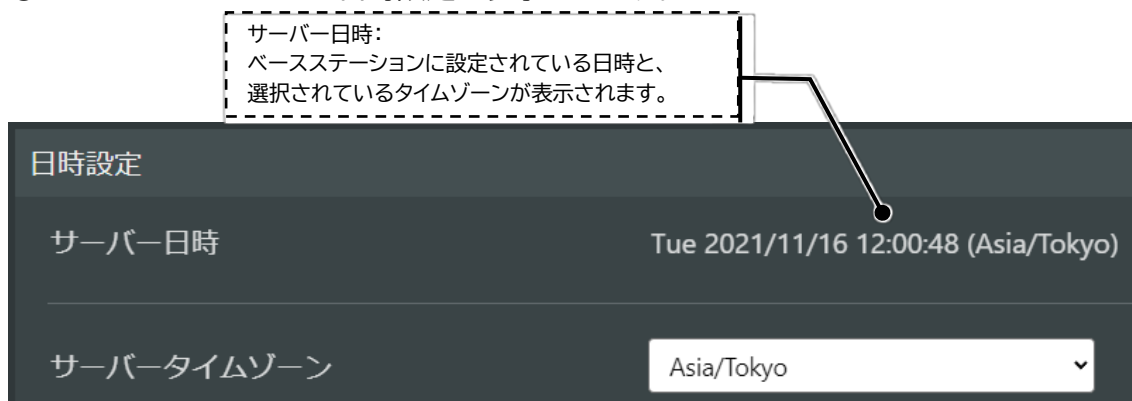 サーバー日時：
ベースステーションに設定されている日時と、
選択されているタイムゾーンが表示されます。
日時設定
サーバー日時 Tue 2021/11/16 12:00:48 (Asia/Tokyo)
サーバータイムゾーン Asia/Tokyo